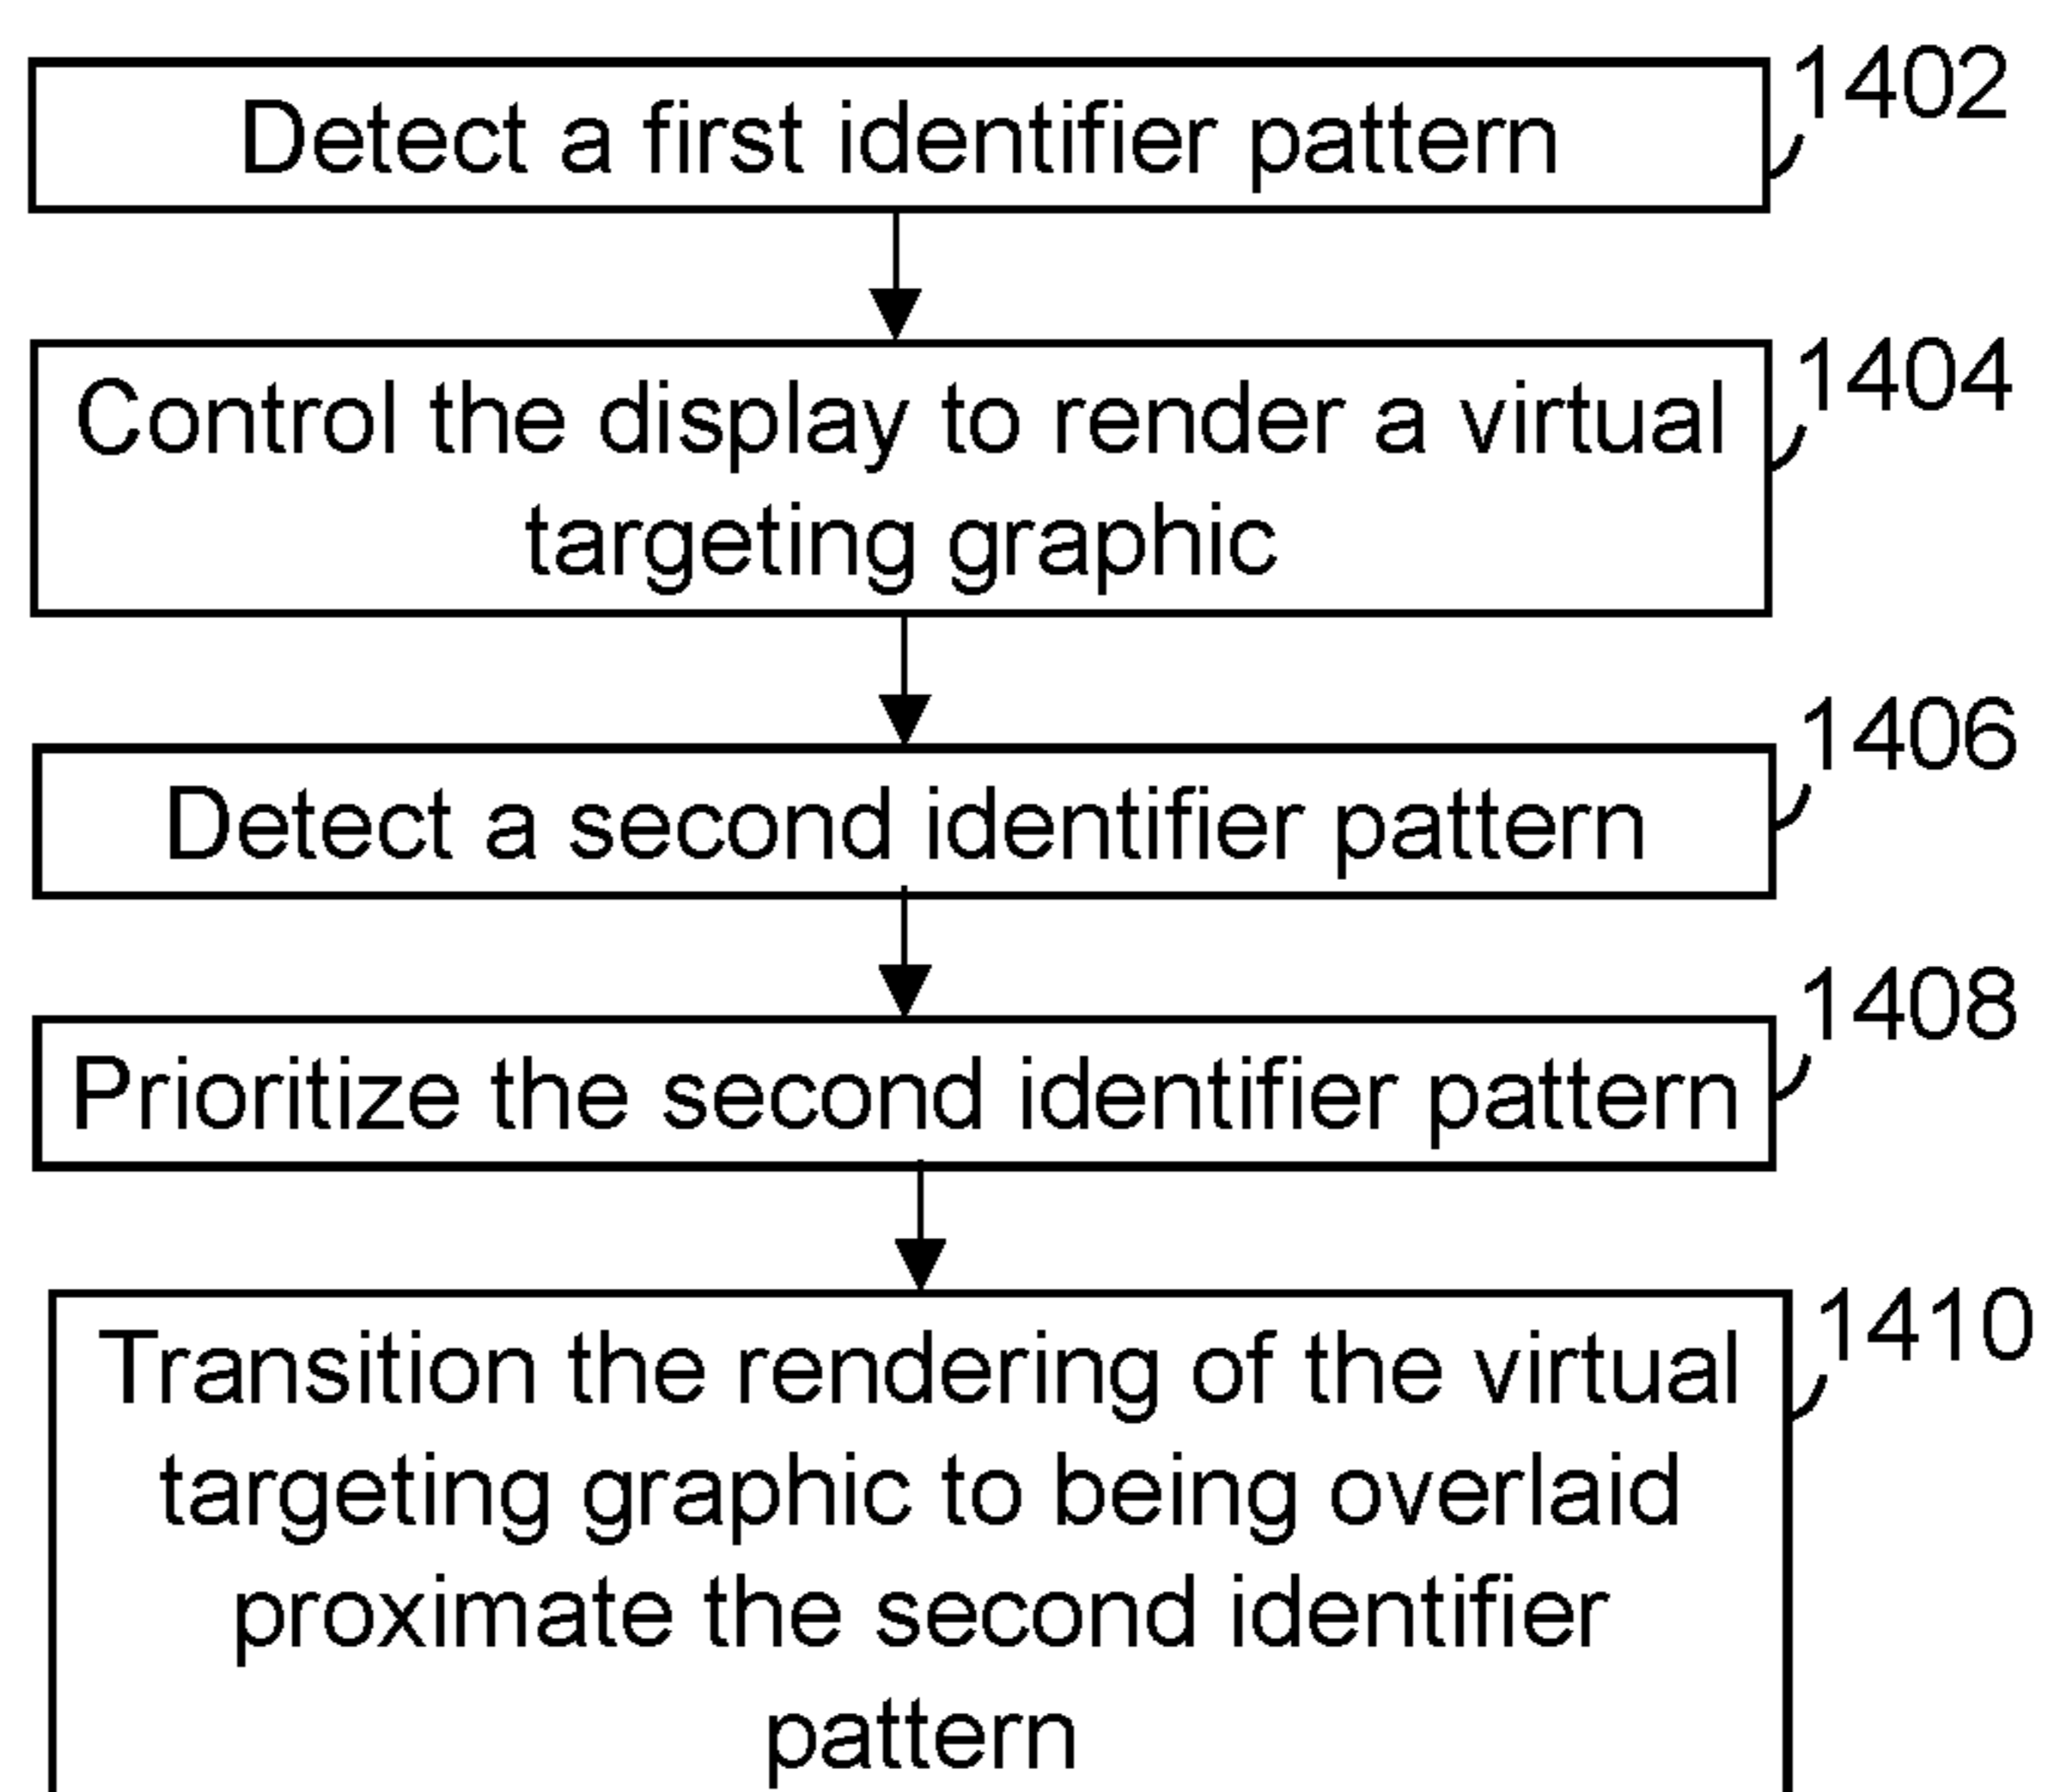 1402
Detect a first identifier pattern
1404
Control the display to render a virtual
targeting graphic
1406
Detect a second identifier pattern
1408
Prioritize the second identifier pattern
1410
Transition the rendering of the virtual
targeting graphic to being overlaid
proximate the second identifier
pattern